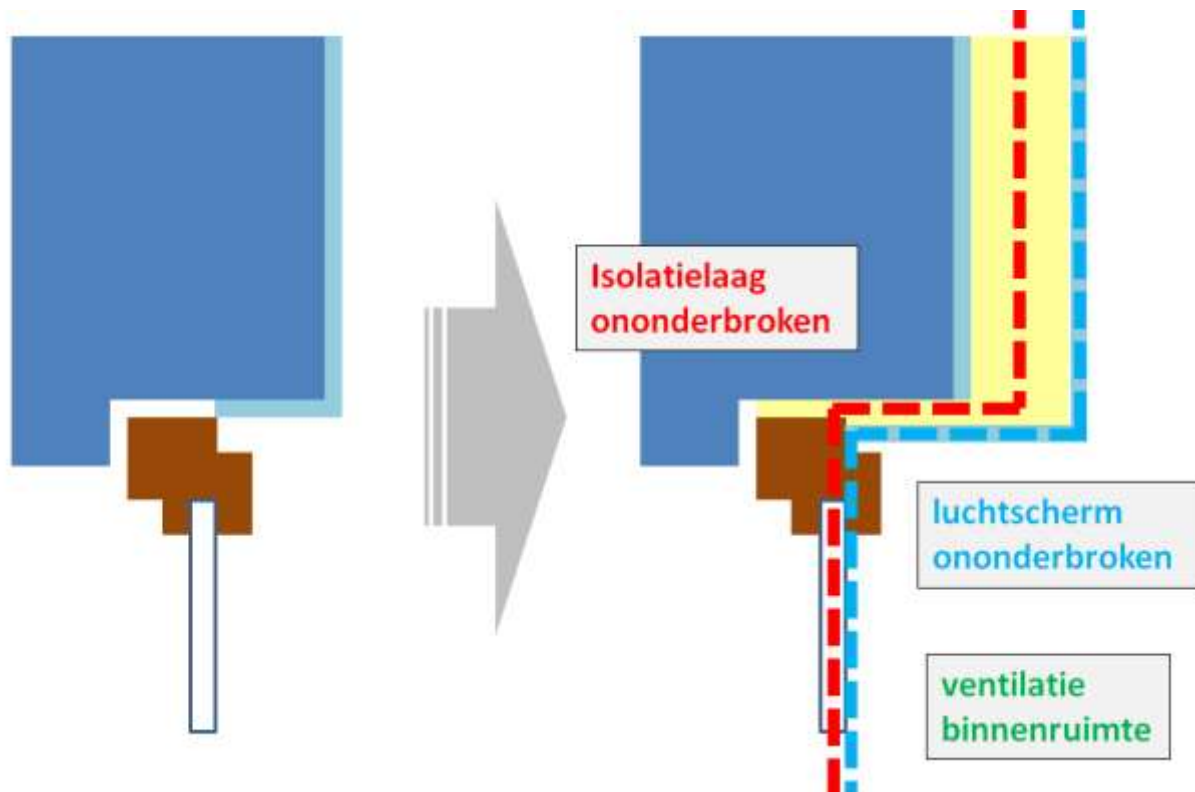 Isolatielaag
ononderbroken
luchtscherm
ononderbroken
ventilatie
binnenruimte